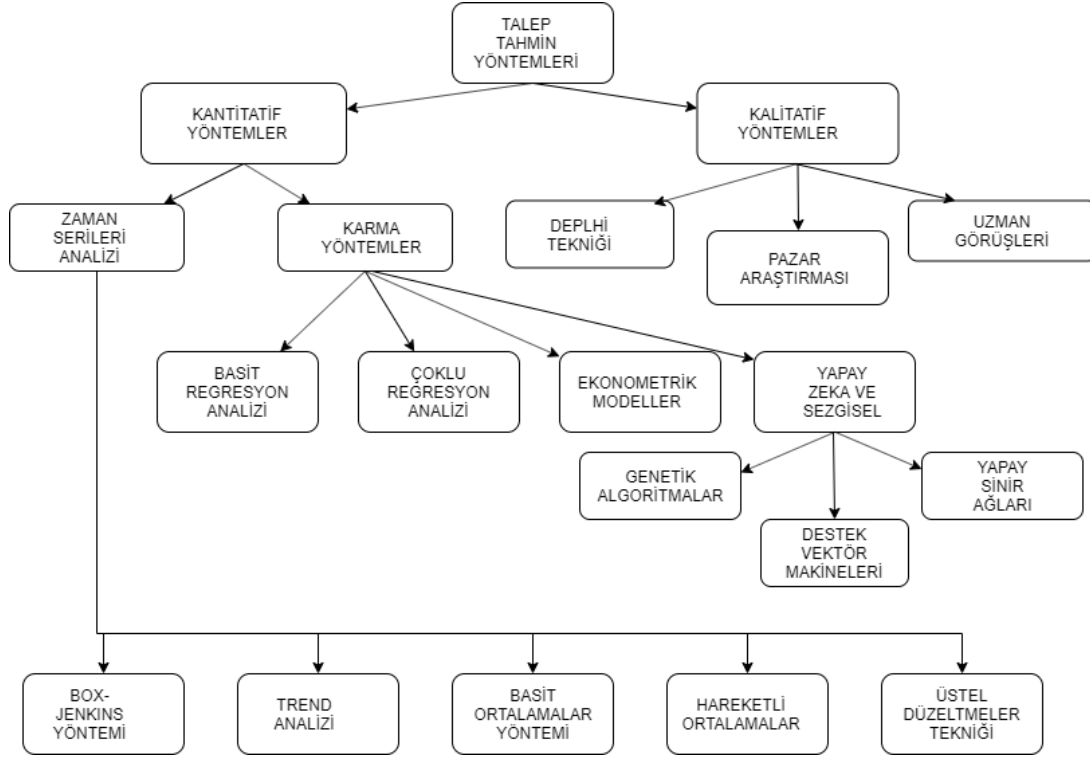 TALEP
TAHMİN
YÖNTEMLERİ
KANTİTATİF
YÖNTEMLER
KALİTATİF
YÖNTEMLER
ZAMAN
SERİLERİ
ANALİZİ
KARMA
YÖNTEMLER
DEPLHİ
TEKNİĞİ
PAZAR
ARAŞTIRMASI
UZMAN
GÖRÜŞLERİ
BASİT
REGRESYON
ANALİZİ
ÇOKLU
REGRESYON
ANALİZİ
EKONOMETRİK
MODELLER
YAPAY
ZEKA VE
SEZGİSEL
GENETİK
ALGORİTMALAR
DESTEK
VEKTÖR
MAKİNELERİ
YAPAY
SİNİR
AĞLARI
BOX-
JENKINS
YÖNTEMİ
TREND
ANALİZİ
BASİT
ORTALAMALAR
YÖNTEMİ
HAREKETLİ
ORTALAMALAR
ÜSTEL
DÜZELTMELER
TEKNİĞİ